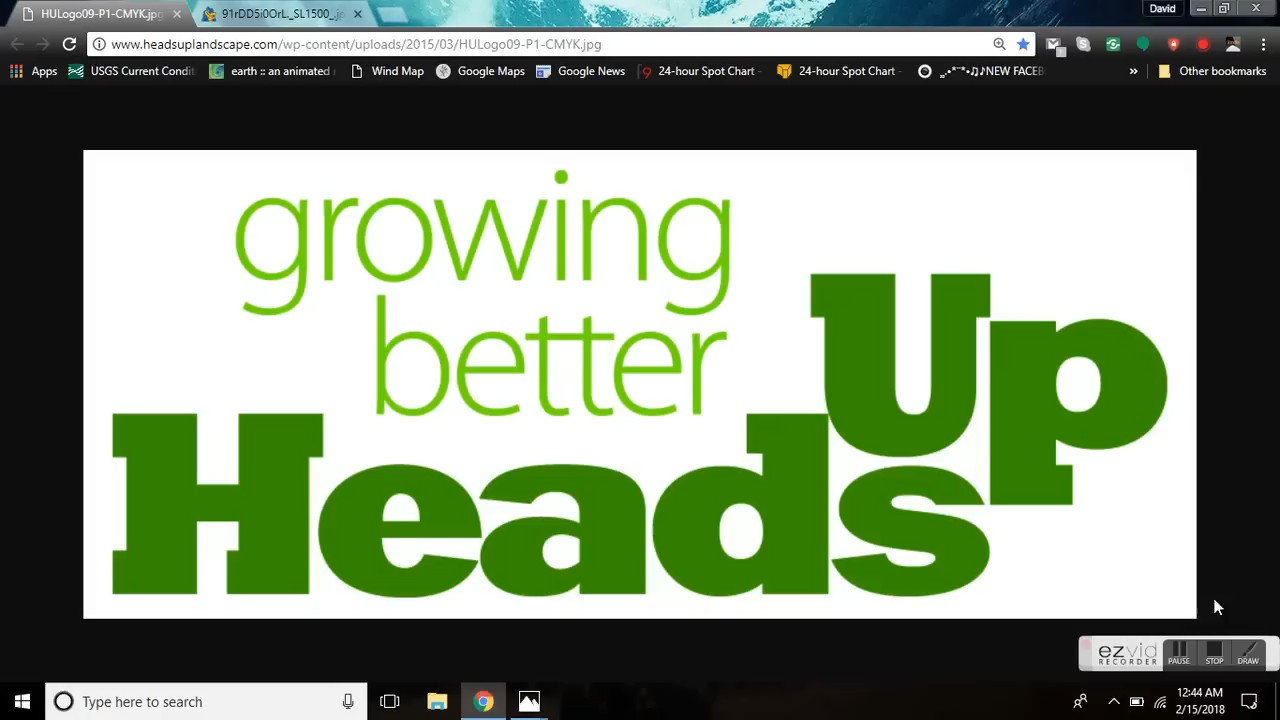 HULogo09-P1-CMYK.jpg
91rDD5i0OrL._SL1500_.jp
David
www.headsuplandscape.com/wp-content/uploads/2015/03/HULogo09-P1-CMYK.jpg
Apps
USGS Current Condit
earth :: an animated
Wind Map
Google Maps
Google News
24-hour Spot Chart -
24-hour Spot Chart -
NEW FACEB
»
Other bookmarks
growing
better
Heads
Up
ezvid
RECORDER
PAUSE
STOP
DRAW
Type here to search
12:44 AM
2/15/2018